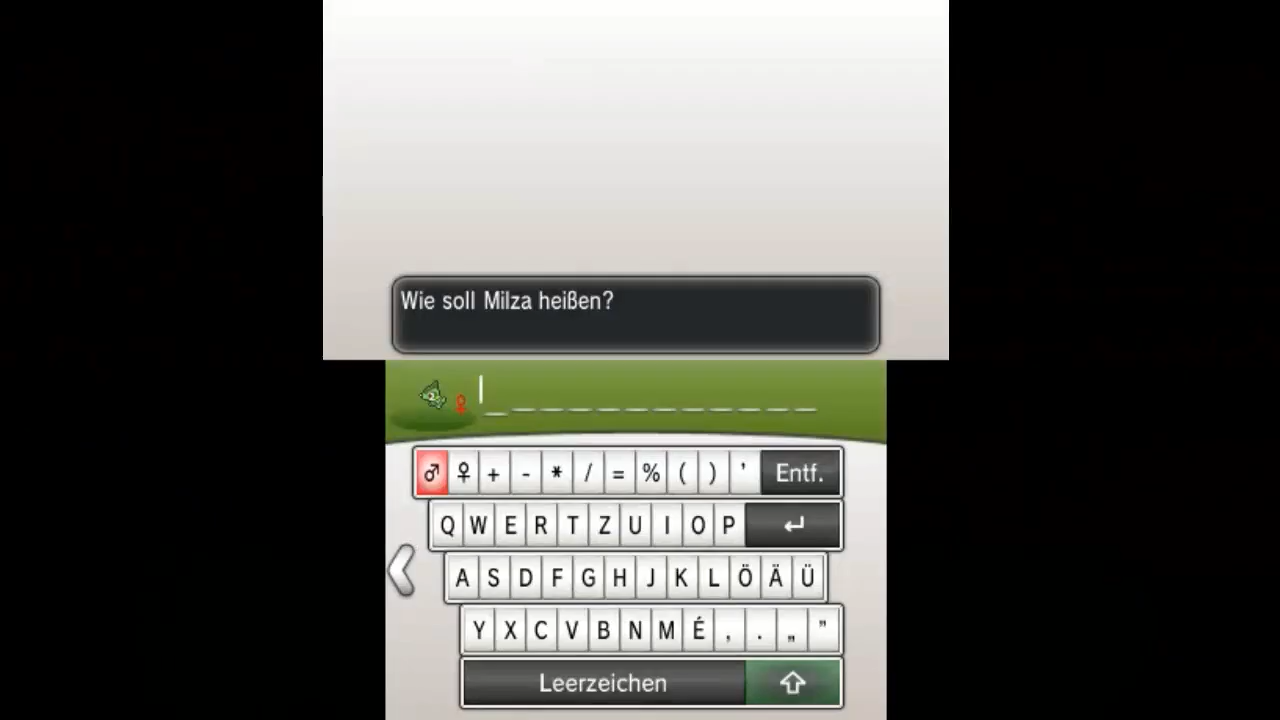 Wie soll Milza heißen?
♀
♂ ♀ + - * / = % ( ) ' Entf.
Q W E R T Z U I O P ↵
A S D F G H J K L Ö Ä Ü
Y X C V B N M É , . „ ”
Leerzeichen